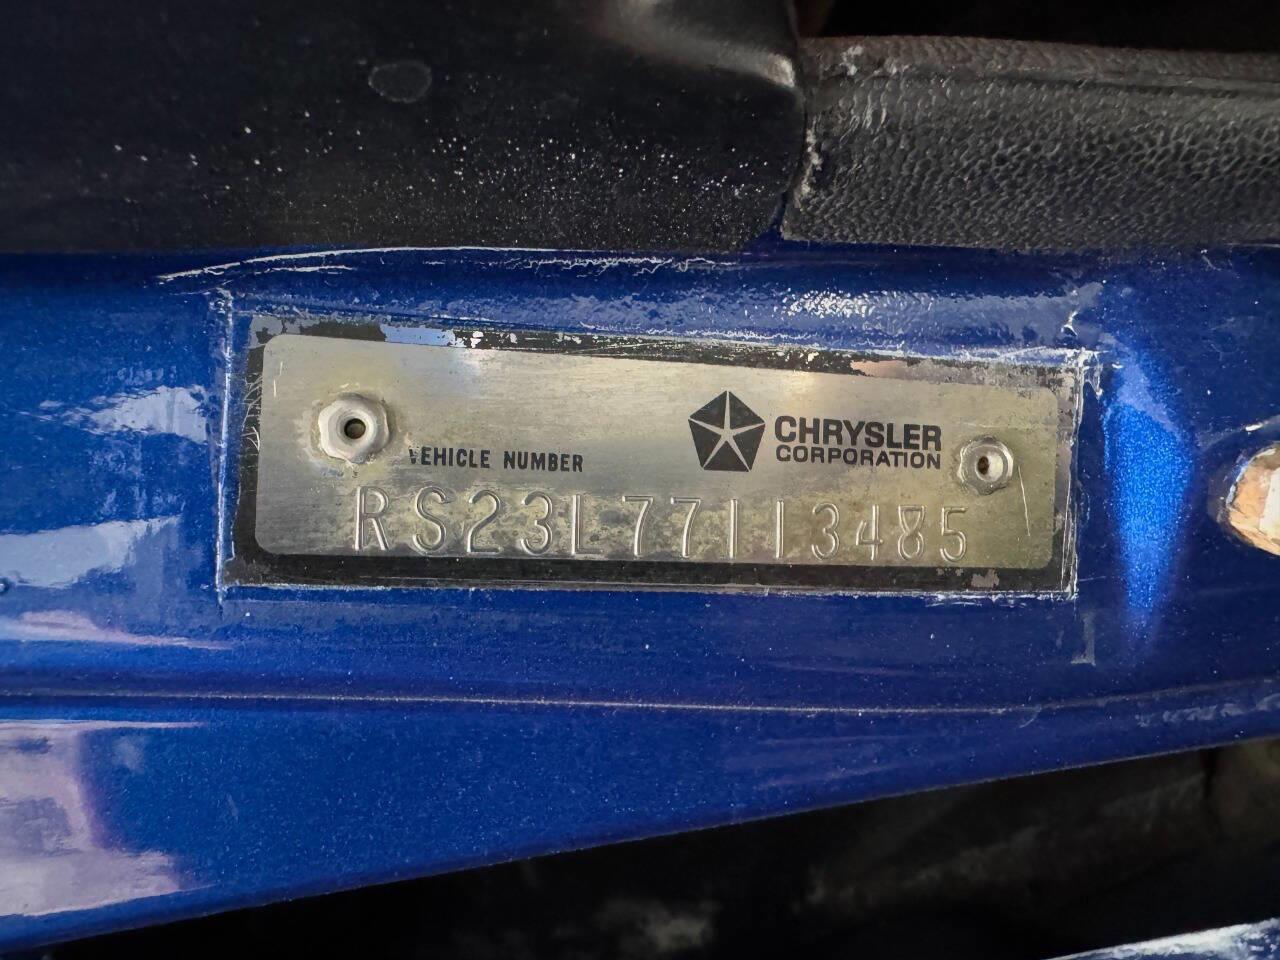 CHRYSLER
CORPORATION
VEHICLE NUMBER
RS23L77113485